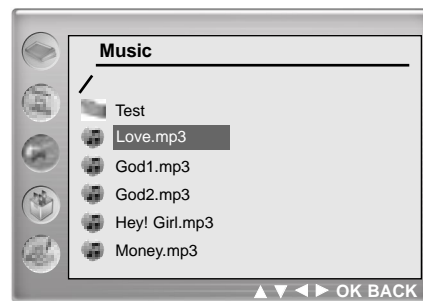 Music
/
Test
Love.mp3
God1.mp3
God2.mp3
Hey! Girl.mp3
Money.mp3
▲ ▼ ◄ ► OK BACK